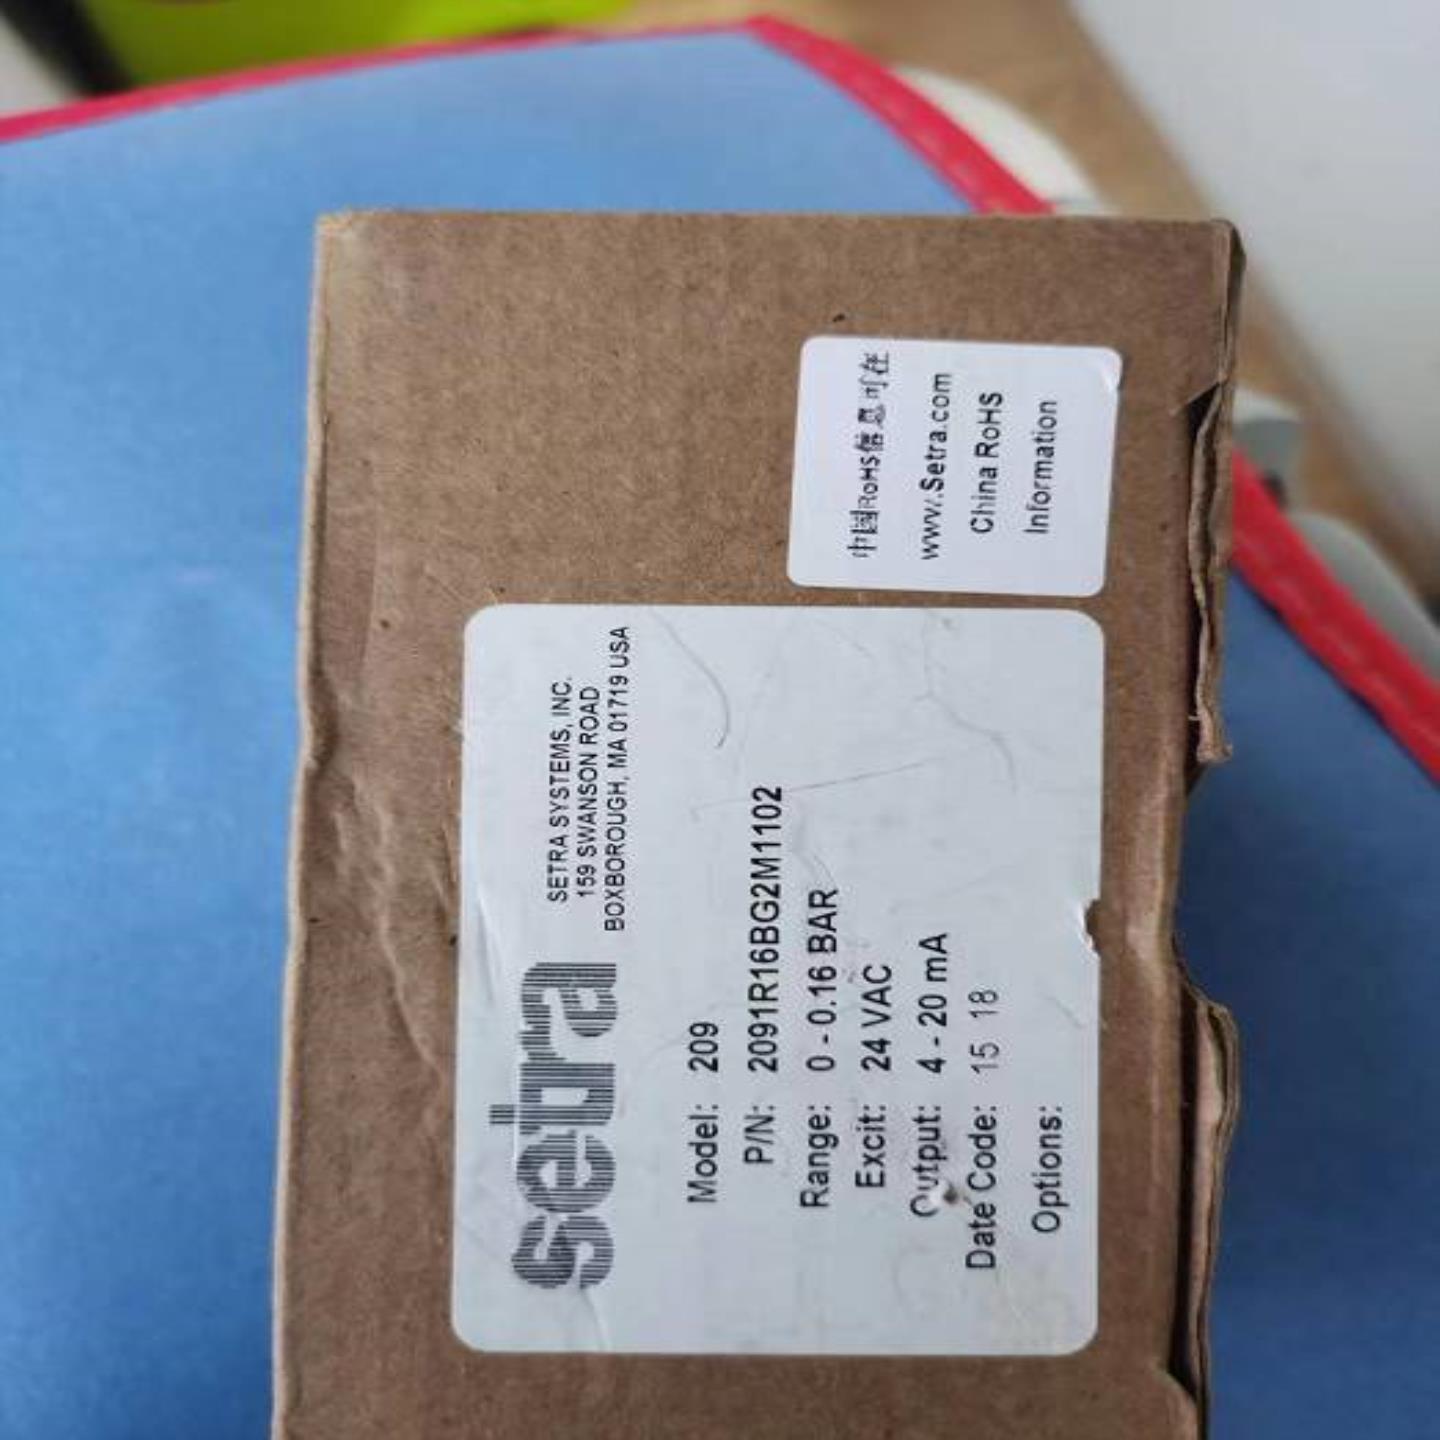 setra
SETRA SYSTEMS, INC.
159 SWANSON ROAD
BOXBOROUGH, MA 01719 USA
Model: 209
P/N: 2091R16BG2M1102
Range: 0 - 0.16 BAR
Excit: 24 VAC
Output: 4 - 20 mA
Date Code: 15 18
Options:
中国RoHS信息可在
www.Setra.com
China RoHS
Information